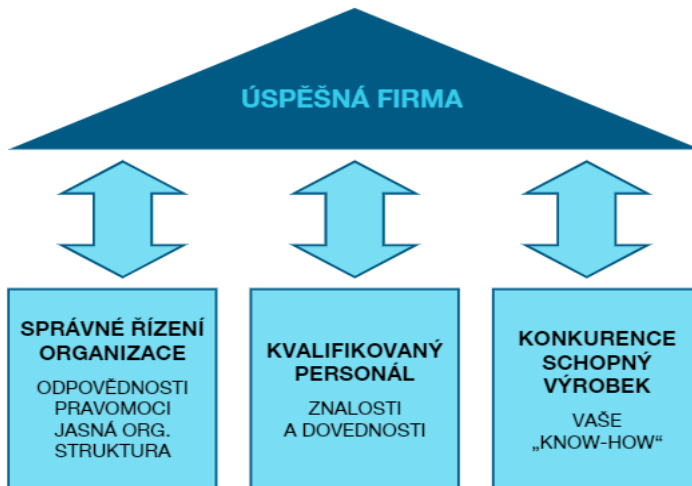 ÚSPĚŠNÁ FIRMA
SPRÁVNÉ ŘÍZENÍ
ORGANIZACE
ODPOVĚDNOSTI
PRAVOMOCI
JASNÁ ORG.
STRUKTURA
KVALIFIKOVANÝ
PERSONÁL
ZNALOSTI
A DOVEDNOSTI
KONKURENCE
SCHOPNÝ
VÝROBEK
VAŠE
„KNOW-HOW“